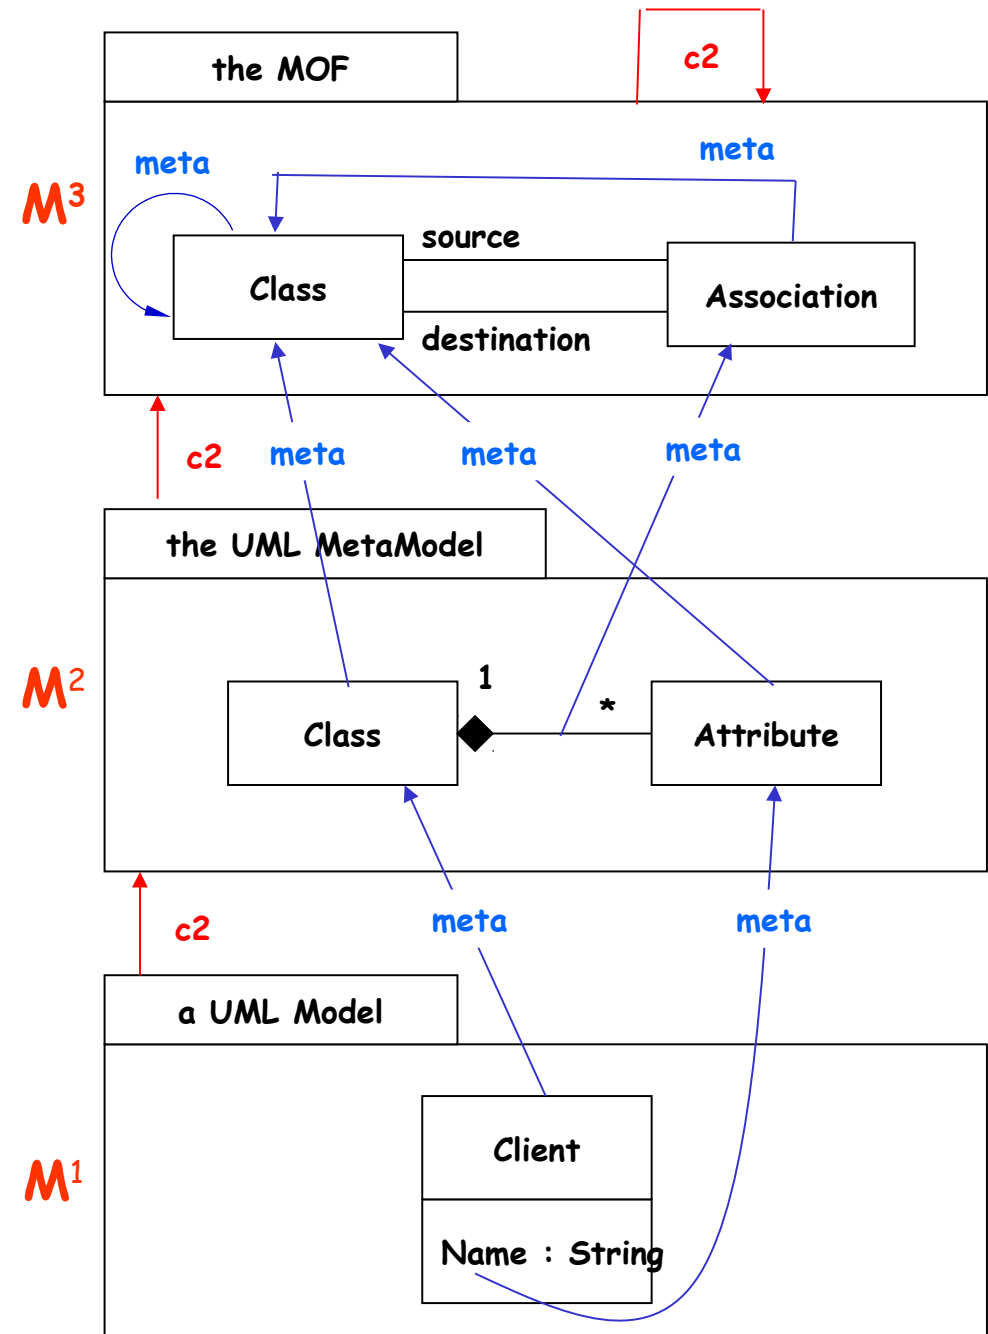 c2
the MOF
meta
meta
M3
source
Class
Association
destination
c2
meta
meta
meta
the UML MetaModel
M2
1
*
Class
Attribute
c2
meta
meta
a UML Model
M1
Client
Name : String